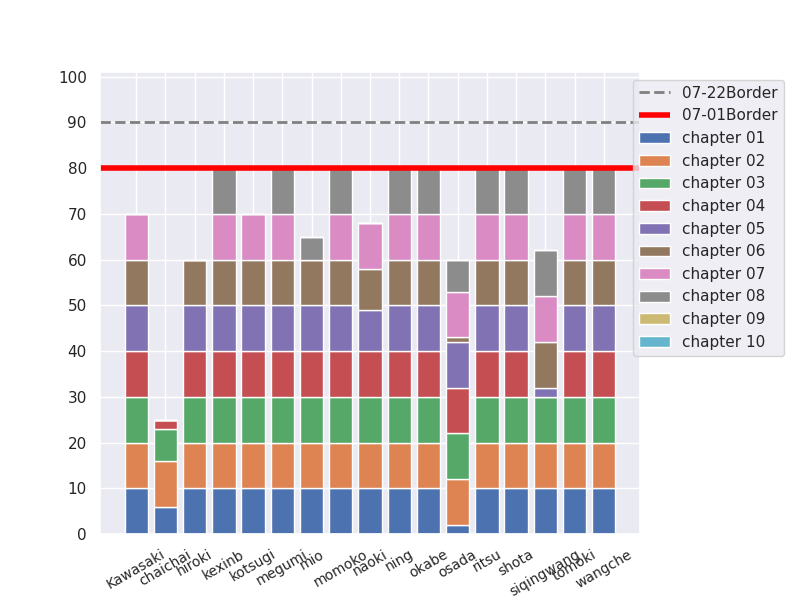 100
90
80
70
60
50
40
30
20
10
0
07-22Border
07-01Border
chapter 01
chapter 02
chapter 03
chapter 04
chapter 05
chapter 06
chapter 07
chapter 08
chapter 09
chapter 10
Kawasaki
chaichai
hiroki
kexinb
kotsugi
megumi
mio
momoko
naoki
ning
okabe
osada
ritsu
shota
siqingwang
tomoki
wangche